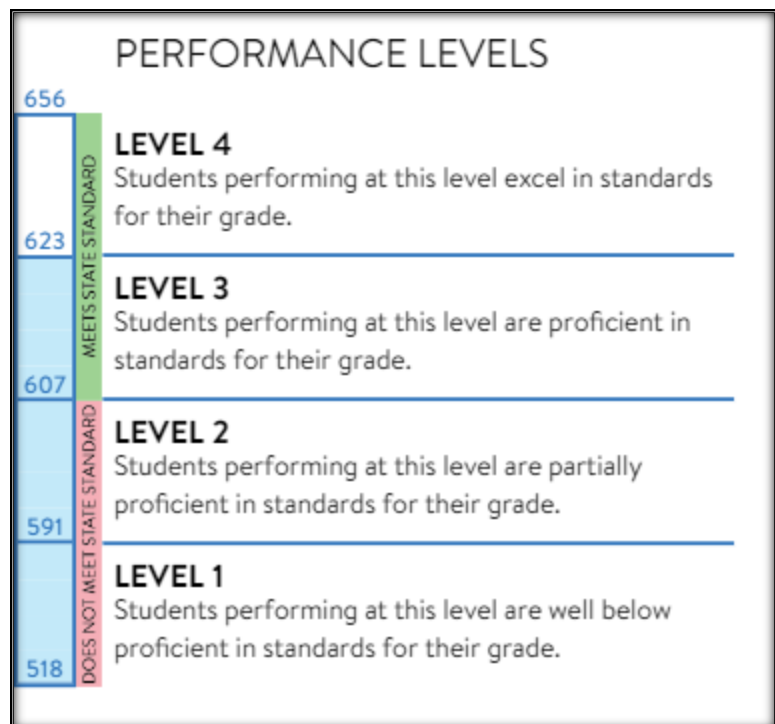 PERFORMANCE LEVELS
656
LEVEL 4
Students performing at this level excel in standards
for their grade.
MEETS STATE STANDARD
623
LEVEL 3
Students performing at this level are proficient in
standards for their grade.
607
LEVEL 2
Students performing at this level are partially
proficient in standards for their grade.
DOES NOT MEET STATE STANDARD
591
LEVEL 1
Students performing at this level are well below
proficient in standards for their grade.
518